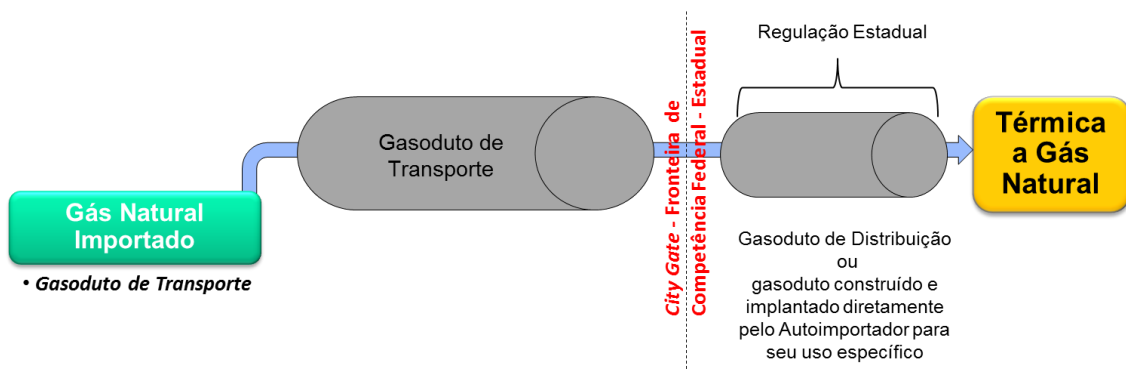 Gás Natural
Importado
• Gasoduto de Transporte
Gasoduto de
Transporte
City Gate - Fronteira de
Competência Federal - Estadual
Regulação Estadual
Gasoduto de Distribuição
ou
gasoduto construído e
implantado diretamente
pelo Autoimportador para
seu uso específico
Térmica
a Gás
Natural